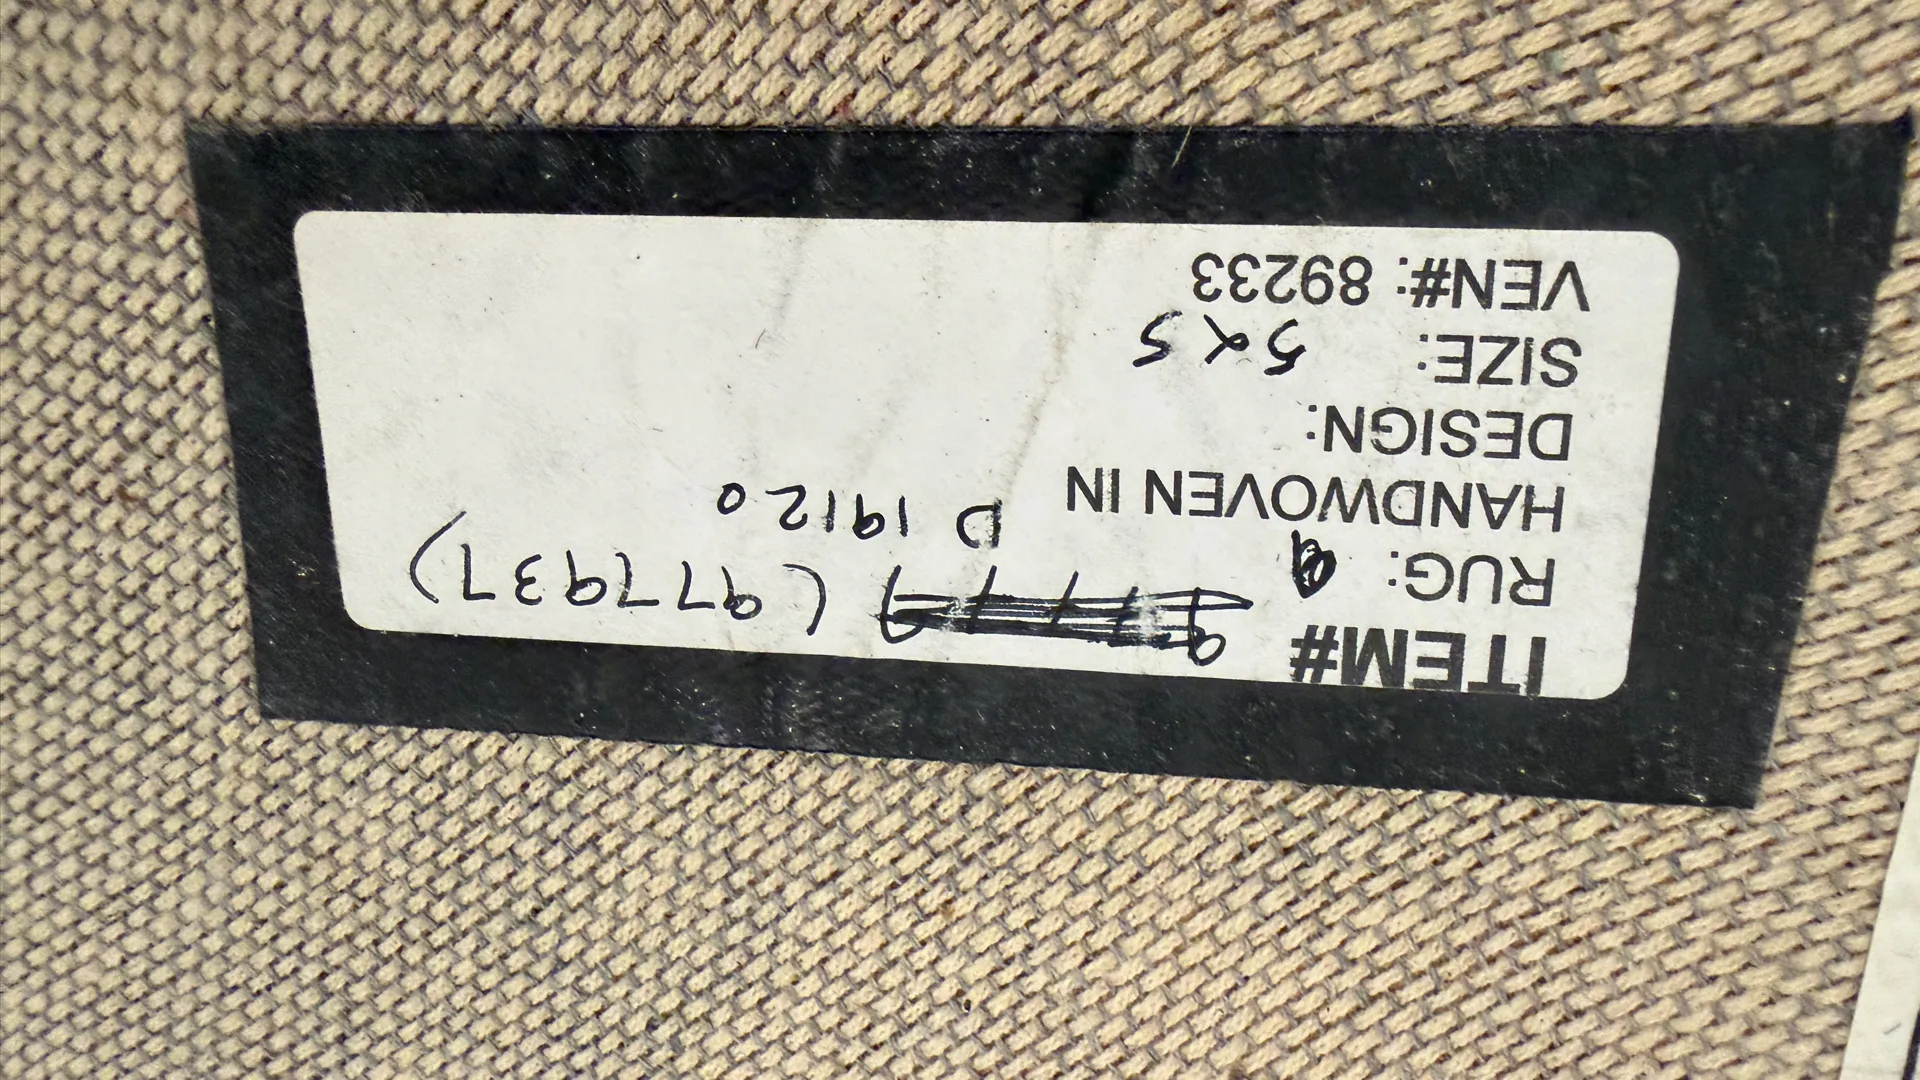 ITEM# (977937)
RUG: D 19120
HANDWOVEN IN
DESIGN:
SIZE: 5x5
VEN#: 89233